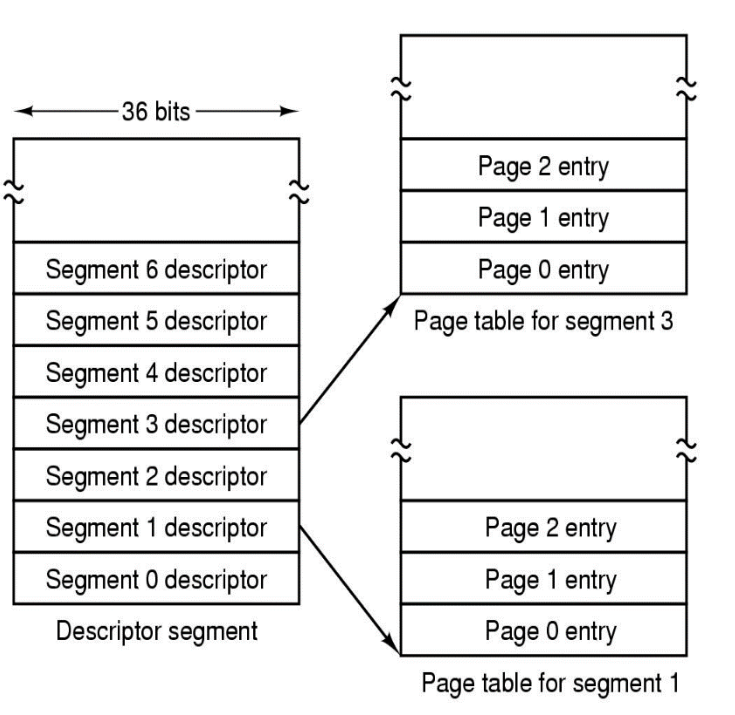 36 bits
Segment 6 descriptor
Segment 5 descriptor
Segment 4 descriptor
Segment 3 descriptor
Segment 2 descriptor
Segment 1 descriptor
Segment 0 descriptor
Descriptor segment
Page 2 entry
Page 1 entry
Page 0 entry
Page table for segment 3
Page 2 entry
Page 1 entry
Page 0 entry
Page table for segment 1